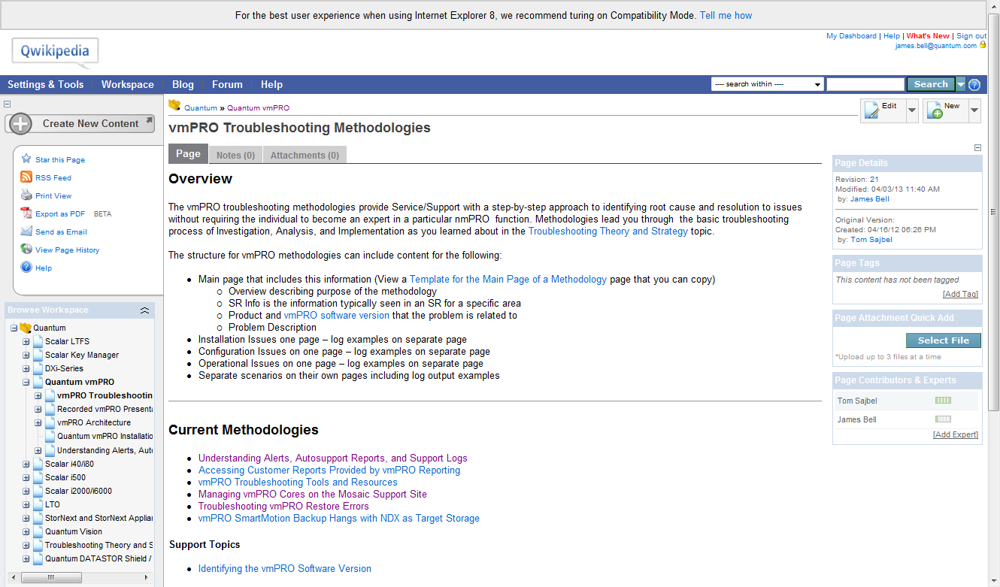 For the best user experience when using Internet Explorer 8, we recommend turing on Compatibility Mode. Tell me how
My Dashboard | Help | What's New | Sign out
james.bell@quantum.com
Qwikipedia
Settings & Tools Workspace Blog Forum Help
---- search within ---- Search
Create New Content
Star this Page
RSS Feed
Print View
Export as PDF BETA
Send as Email
View Page History
Help
Browse Workspace
Quantum
Scalar LTFS
Scalar Key Manager
DXi-Series
Quantum vmPRO
vmPRO Troubleshootin
Recorded vmPRO Presenta
vmPRO Architecture
Quantum vmPRO Installatio
Understanding Alerts, Auto
Scalar i40/i80
Scalar i500
Scalar i2000/i6000
LTO
StorNext and StorNext Applian
Quantum Vision
Troubleshooting Theory and S
Quantum DATASTOR Shield /
Quantum » Quantum vmPRO
Edit New
vmPRO Troubleshooting Methodologies
Page Notes (0) Attachments (0)
Overview
The vmPRO troubleshooting methodologies provide Service/Support with a step-by-step approach to identifying root cause and resolution to issues
without requiring the individual to become an expert in a particular nmPRO function. Methodologies lead you through the basic troubleshooting
process of Investigation, Analysis, and Implementation as you learned about in the Troubleshooting Theory and Strategy topic.
The structure for vmPRO methodologies can include content for the following:
• Main page that includes this information (View a Template for the Main Page of a Methodology page that you can copy)
o Overview describing purpose of the methodology
o SR Info is the information typically seen in an SR for a specific area
o Product and vmPRO software version that the problem is related to
o Problem Description
• Installation Issues one page – log examples on separate page
• Configuration Issues on one page – log examples on separate page
• Operational Issues on one page – log examples on separate page
• Separate scenarios on their own pages including log output examples
Current Methodologies
• Understanding Alerts, Autosupport Reports, and Support Logs
• Accessing Customer Reports Provided by vmPRO Reporting
• vmPRO Troubleshooting Tools and Resources
• Managing vmPRO Cores on the Mosaic Support Site
• Troubleshooting vmPRO Restore Errors
• vmPRO SmartMotion Backup Hangs with NDX as Target Storage
Support Topics
• Identifying the vmPRO Software Version
Page Details
Revision: 21
Modified: 04/03/13 11:40 AM
by: James Bell
Original Version:
Created: 04/16/12 06:26 PM
by: Tom Sajbel
Page Tags
This content has not been tagged
[Add Tag]
Page Attachment Quick Add
Select File
*Upload up to 3 files at a time
Page Contributors & Experts
Tom Sajbel
James Bell
[Add Expert]